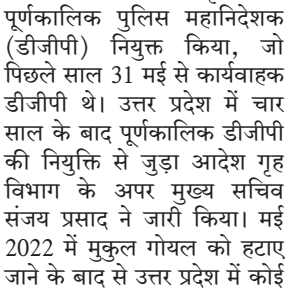 पूर्णकालिक पुलिस महानिदेशक
(डीजीपी) नियुक्त किया, जो
पिछले साल 31 मई से कार्यवाहक
डीजीपी थे। उत्तर प्रदेश में चार
साल के बाद पूर्णकालिक डीजीपी
की नियुक्ति से जुड़ा आदेश गृह
विभाग के अपर मुख्य सचिव
संजय प्रसाद ने जारी किया। मई
2022 में मुकुल गोयल को हटाए
जाने के बाद से उत्तर प्रदेश में कोई